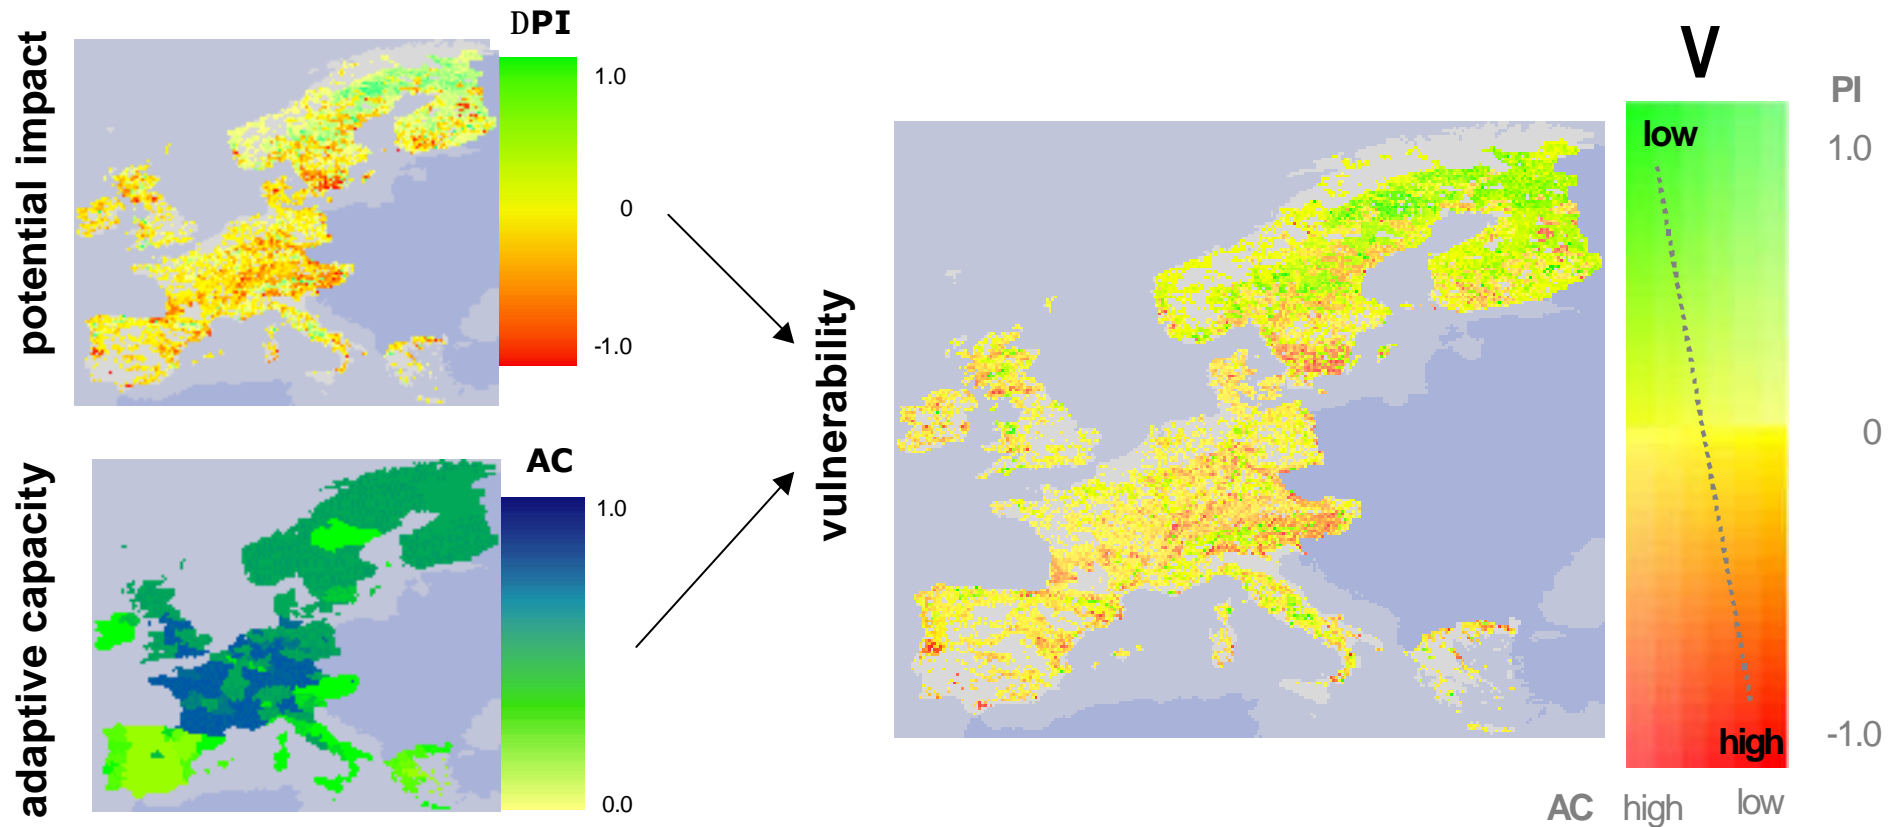 DPI
potential impact
1.0
0
-1.0
AC
adaptive capacity
1.0
0.0
vulnerability
V
PI
low
1.0
0
high
-1.0
AC high low